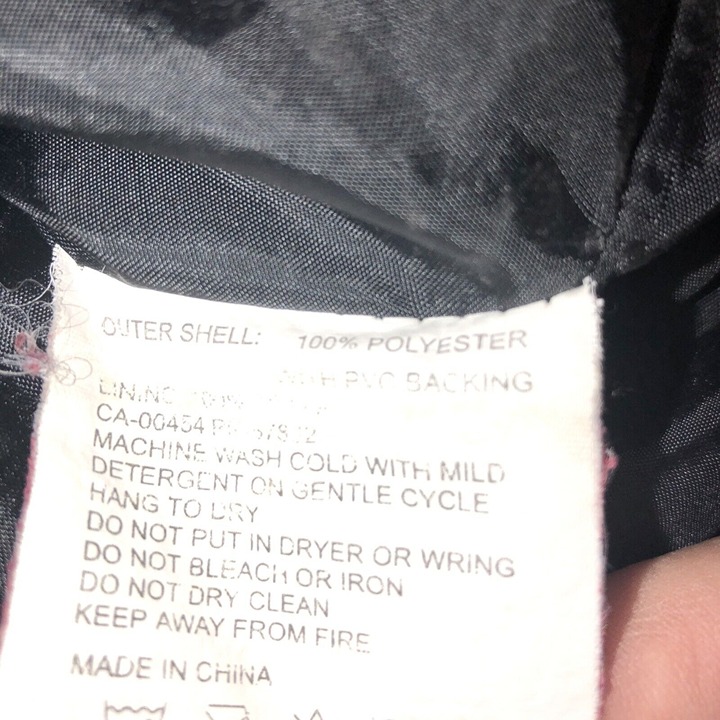 OUTER SHELL: 100% POLYESTER
PVC BACKING
LINING
CA-00454
MACHINE WASH COLD WITH MILD
DETERGENT ON GENTLE CYCLE
HANG TO DRY
DO NOT PUT IN DRYER OR WRING
DO NOT BLEACH OR IRON
DO NOT DRY CLEAN
KEEP AWAY FROM FIRE
MADE IN CHINA